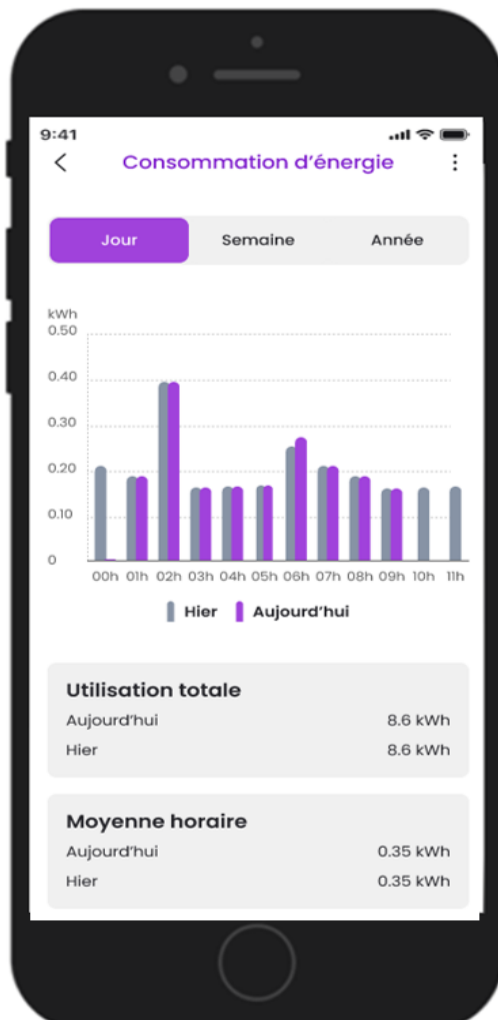 9:41
Consommation d'énergie
Jour Semaine Année
kWh
0.50
0.40
0.30
0.20
0.10
0
00h 01h 02h 03h 04h 05h 06h 07h 08h 09h 10h 11h
Hier Aujourd'hui
Utilisation totale
Aujourd'hui 8.6 kWh
Hier 8.6 kWh
Moyenne horaire
Aujourd'hui 0.35 kWh
Hier 0.35 kWh